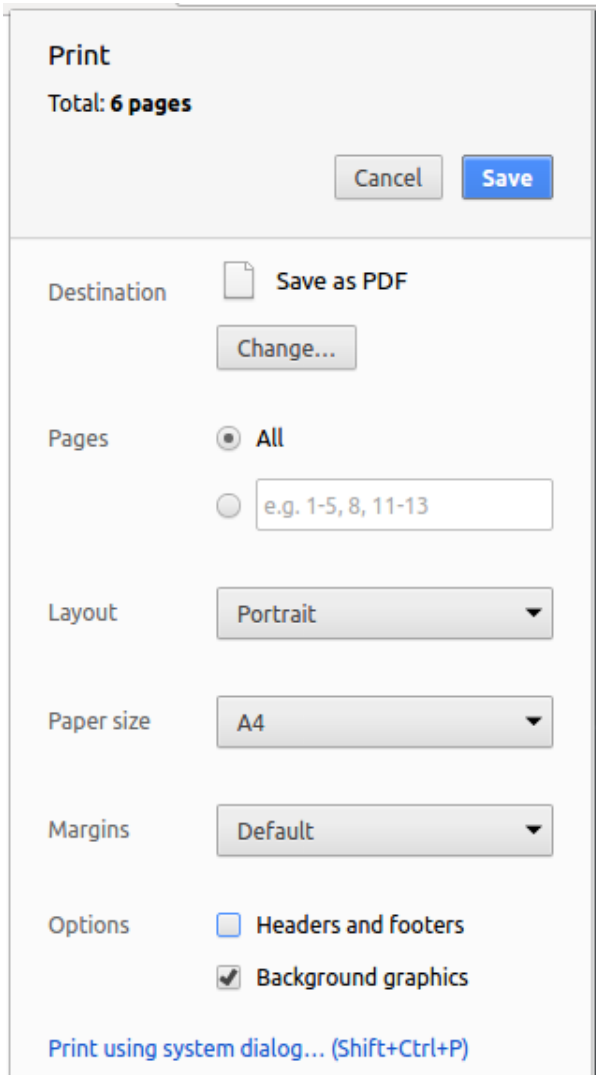 Print
Total: 6 pages
Cancel Save
Destination Save as PDF
Change...
Pages All
e.g. 1-5, 8, 11-13
Layout Portrait
Paper size A4
Margins Default
Options Headers and footers
Background graphics
Print using system dialog... (Shift+Ctrl+P)